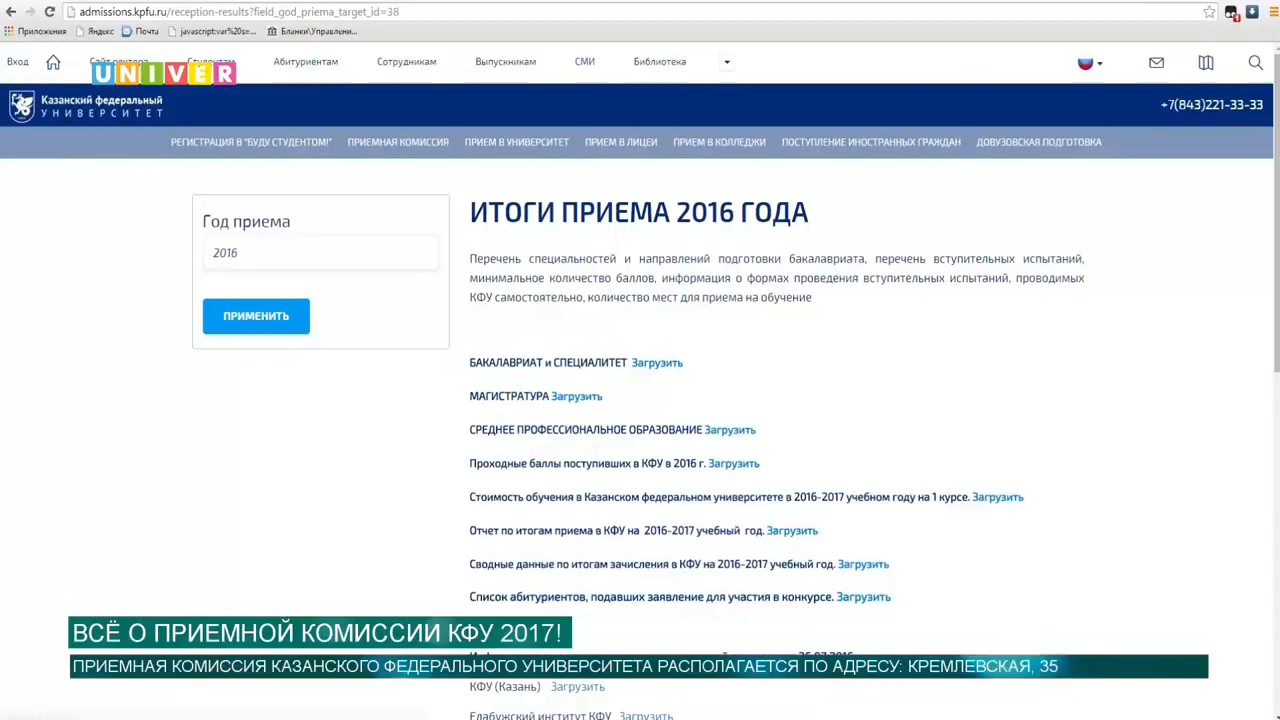 admissions.kpfu.ru/reception-results?field_god_priema_target_id=38
Приложения Яндекс Почта javascript:var%20s=... Бланки\Управлени...
Вход Сайт ректора Студентам Абитуриентам Сотрудникам Выпускникам СМИ Библиотека
UNIVER
Казанский федеральный
УНИВЕРСИТЕТ
+7(843)221-33-33
РЕГИСТРАЦИЯ В "БУДУ СТУДЕНТОМ!" ПРИЕМНАЯ КОМИССИЯ ПРИЕМ В УНИВЕРСИТЕТ ПРИЕМ В ЛИЦЕИ ПРИЕМ В КОЛЛЕДЖИ ПОСТУПЛЕНИЕ ИНОСТРАННЫХ ГРАЖДАН ДОВУЗОВСКАЯ ПОДГОТОВКА
Год приема
2016
ПРИМЕНИТЬ
ИТОГИ ПРИЕМА 2016 ГОДА
Перечень специальностей и направлений подготовки бакалавриата, перечень вступительных испытаний,
минимальное количество баллов, информация о формах проведения вступительных испытаний, проводимых
КФУ самостоятельно, количество мест для приема на обучение
БАКАЛАВРИАТ и СПЕЦИАЛИТЕТ Загрузить
МАГИСТРАТУРА Загрузить
СРЕДНЕЕ ПРОФЕССИОНАЛЬНОЕ ОБРАЗОВАНИЕ Загрузить
Проходные баллы поступивших в КФУ в 2016 г. Загрузить
Стоимость обучения в Казанском федеральном университете в 2016-2017 учебном году на 1 курсе. Загрузить
Отчет по итогам приема в КФУ на 2016-2017 учебный год. Загрузить
Сводные данные по итогам зачисления в КФУ на 2016-2017 учебный год. Загрузить
Список абитуриентов, подавших заявление для участия в конкурсе. Загрузить
ВСЁ О ПРИЕМНОЙ КОМИССИИ КФУ 2017!
ПРИЕМНАЯ КОМИССИЯ КАЗАНСКОГО ФЕДЕРАЛЬНОГО УНИВЕРСИТЕТА РАСПОЛАГАЕТСЯ ПО АДРЕСУ: КРЕМЛЕВСКАЯ, 35
КФУ (Казань) Загрузить
Елабужский институт КФУ Загрузить